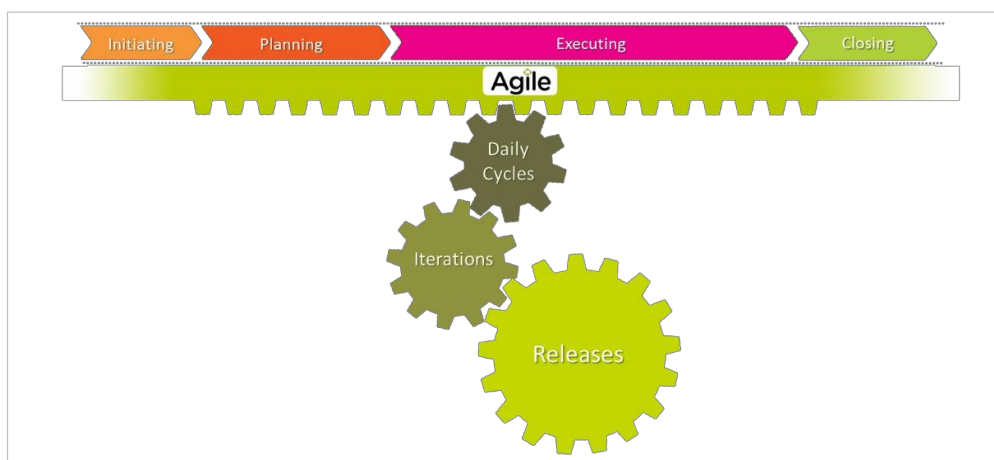 Initiating
Planning
Executing
Closing
Agile
Daily
Cycles
Iterations
Releases